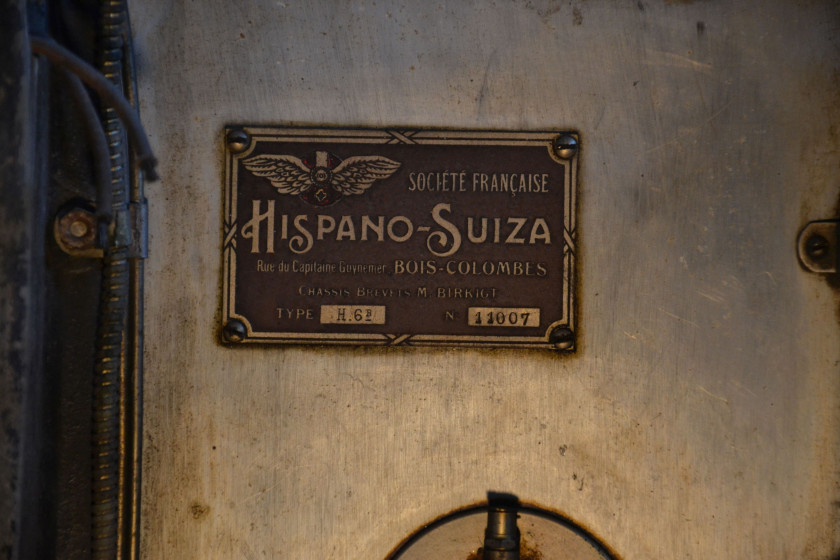 SOCIÉTÉ FRANÇAISE
HISPANO-SUIZA
Rue du Capitaine Guynemer, BOIS-COLOMBES
CHASSIS BREVETS M. BIRKIGT
TYPE H.6B N° 11007